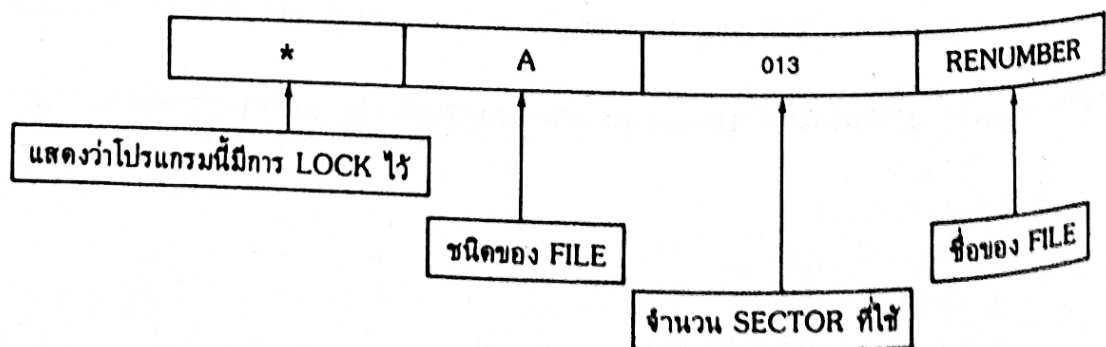 * A 013 RENUMBER
แสดงว่าโปรแกรมนี้มีการ LOCK ไว้
ชนิดของ FILE
ชื่อของ FILE
จำนวน SECTOR ที่ใช้